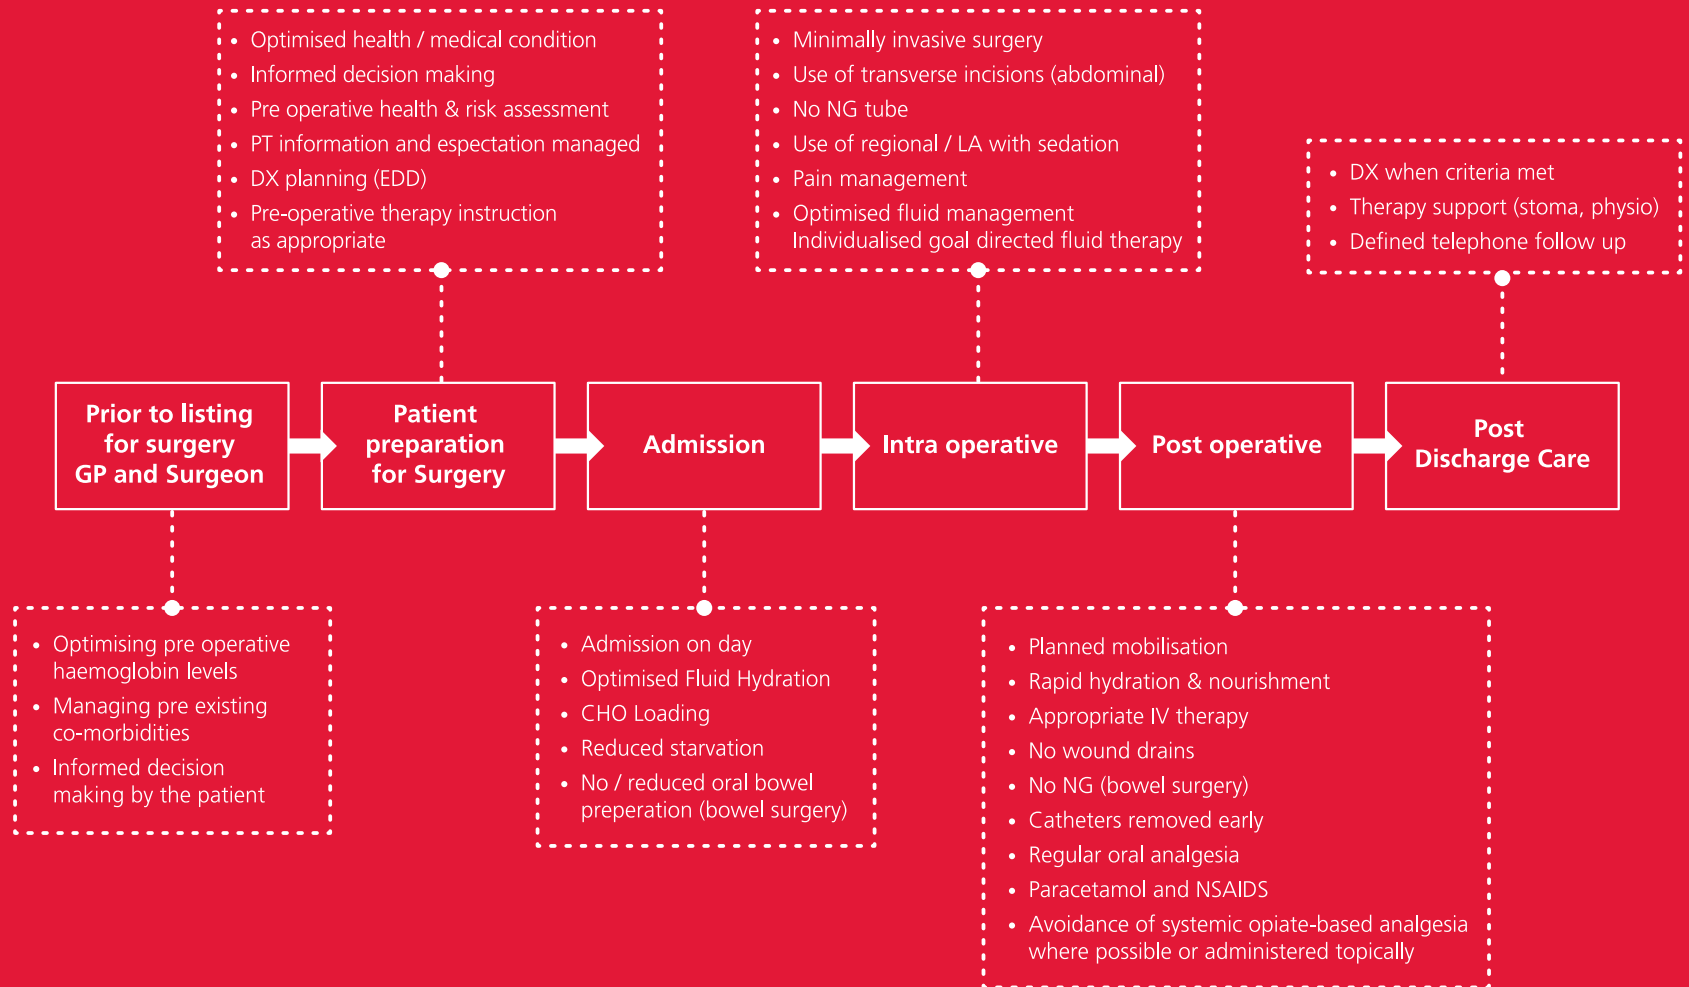 • Optimised health / medical condition
• Informed decision making
• Pre operative health & risk assessment
• PT information and espectation managed
• DX planning (EDD)
• Pre-operative therapy instruction
as appropriate
• Minimally invasive surgery
• Use of transverse incisions (abdominal)
• No NG tube
• Use of regional / LA with sedation
• Pain management
• Optimised fluid management
Individualised goal directed fluid therapy
• DX when criteria met
• Therapy support (stoma, physio)
• Defined telephone follow up
Prior to listing
for surgery
GP and Surgeon
Patient
preparation
for Surgery
Admission
Intra operative
Post operative
Post
Discharge Care
• Optimising pre operative
haemoglobin levels
• Managing pre existing
co-morbidities
• Informed decision
making by the patient
• Admission on day
• Optimised Fluid Hydration
• CHO Loading
• Reduced starvation
• No / reduced oral bowel
preperation (bowel surgery)
• Planned mobilisation
• Rapid hydration & nourishment
• Appropriate IV therapy
• No wound drains
• No NG (bowel surgery)
• Catheters removed early
• Regular oral analgesia
• Paracetamol and NSAIDS
• Avoidance of systemic opiate-based analgesia
where possible or administered topically